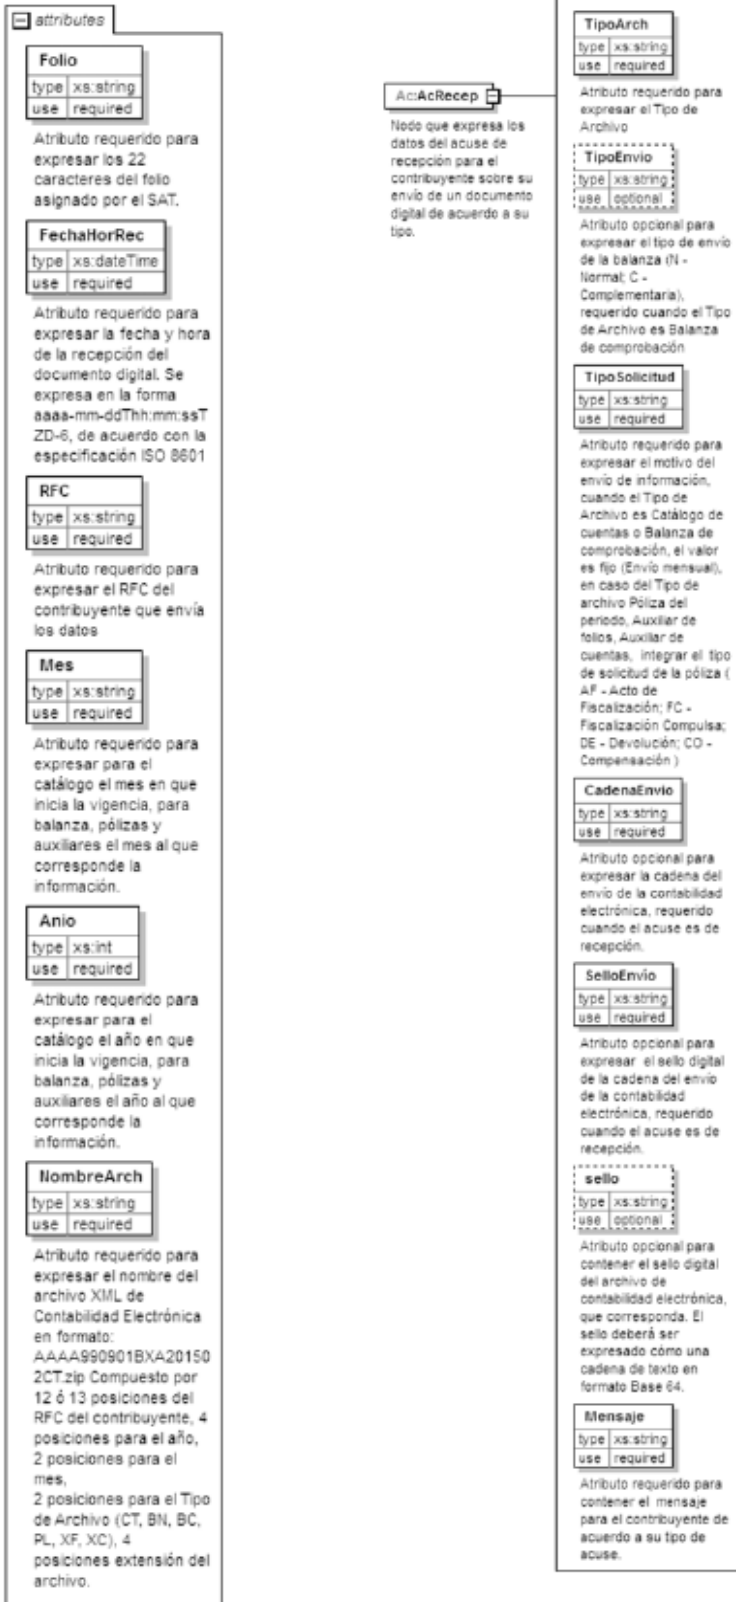 attributes
Folio
type xs:string
use required
Atributo requerido para
expresar los 22
caracteres del folio
asignado por el SAT.
FechaHorRec
type xs:dateTime
use required
Atributo requerido para
expresar la fecha y hora
de la recepción del
documento digital. Se
expresa en la forma
aaaa-mm-ddThh:mm:ssT
ZD-6, de acuerdo con la
especificación ISO 8601
RFC
type xs:string
use required
Atributo requerido para
expresar el RFC del
contribuyente que envía
los datos
Mes
type xs:string
use required
Atributo requerido para
expresar para el
catálogo el mes en que
inicia la vigencia, para
balanza, pólizas y
auxiliares el mes al que
corresponde la
información.
Anio
type xs:int
use required
Atributo requerido para
expresar para el
catálogo el año en que
inicia la vigencia, para
balanza, pólizas y
auxiliares el año al que
corresponde la
información.
NombreArch
type xs:string
use required
Atributo requerido para
expresar el nombre del
archivo XML de
Contabilidad Electrónica
en formato:
AAAA990901BXA20150
2CT.zip Compuesto por
12 ó 13 posiciones del
RFC del contribuyente, 4
posiciones para el año,
2 posiciones para el
mes,
2 posiciones para el Tipo
de Archivo (CT, BN, BC,
PL, XF, XC), 4
posiciones extensión del
archivo.
Ac:AcRecep
Nodo que expresa los
datos del acuse de
recepción para el
contribuyente sobre su
envío de un documento
digital de acuerdo a su
tipo.
TipoArch
type xs:string
use required
Atributo requerido para
expresar el Tipo de
Archivo
TipoEnvio
type xs:string
use optional
Atributo opcional para
expresar el tipo de envío
de la balanza (N -
Normal; C -
Complementaria),
requerido cuando el Tipo
de Archivo es Balanza
de comprobación
TipoSolicitud
type xs:string
use required
Atributo requerido para
expresar el motivo del
envío de información,
cuando el Tipo de
Archivo es Catálogo de
cuentas o Balanza de
comprobación, el valor
es fijo (Envío mensual),
en caso del Tipo de
archivo Póliza del
periodo, Auxiliar de
folios, Auxiliar de
cuentas, integrar el tipo
de solicitud de la póliza (
AF - Acto de
Fiscalización; FC -
Fiscalización Compulsa;
DE - Devolución; CO -
Compensación )
CadenaEnvio
type xs:string
use required
Atributo opcional para
expresar la cadena del
envío de la contabilidad
electrónica, requerido
cuando el acuse es de
recepción.
SelloEnvio
type xs:string
use required
Atributo opcional para
expresar el sello digital
de la cadena del envío
de la contabilidad
electrónica, requerido
cuando el acuse es de
recepción.
sello
type xs:string
use optional
Atributo opcional para
contener el sello digital
del archivo de
contabilidad electrónica,
que corresponda. El
sello deberá ser
expresado cómo una
cadena de texto en
formato Base 64.
Mensaje
type xs:string
use required
Atributo requerido para
contener el mensaje
para el contribuyente de
acuerdo a su tipo de
acuse.